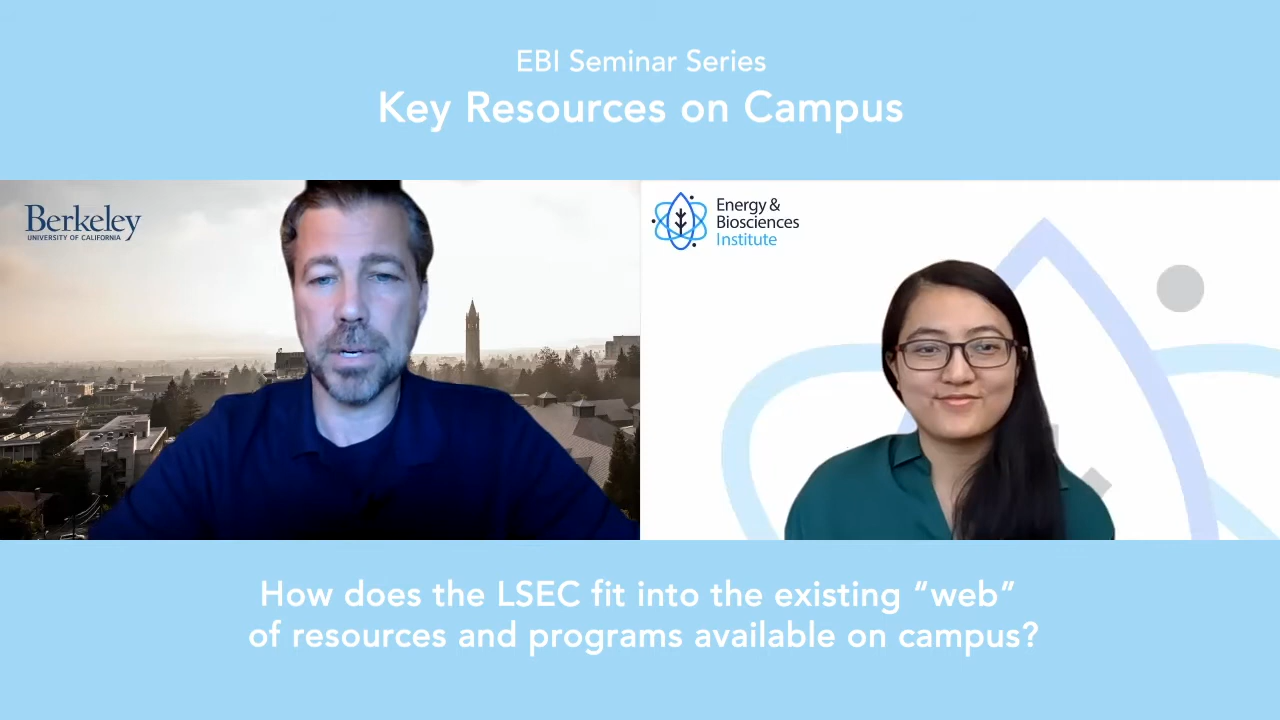 EBI Seminar Series
Key Resources on Campus
Berkeley
UNIVERSITY OF CALIFORNIA
Energy &
Biosciences
Institute
How does the LSEC fit into the existing “web”
of resources and programs available on campus?